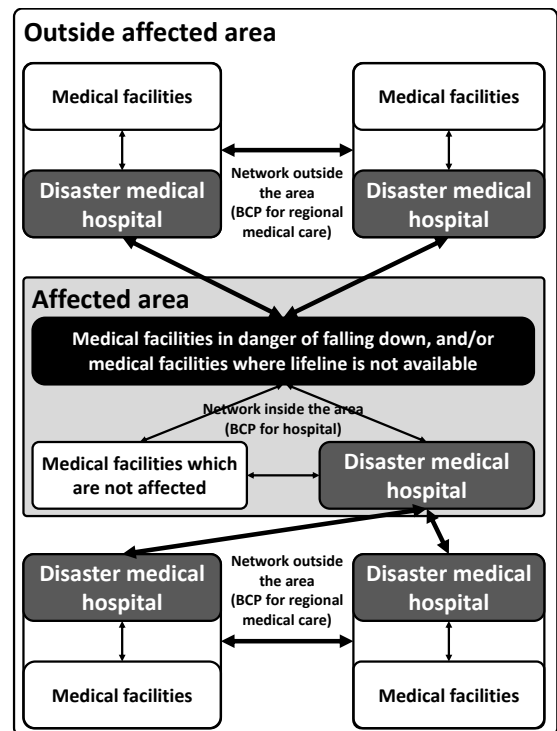 Outside affected area
Medical facilities
Medical facilities
Disaster medical
hospital
Network outside
the area
(BCP for regional
medical care)
Disaster medical
hospital
Affected area
Medical facilities in danger of falling down, and/or
medical facilities where lifeline is not available
Network inside the area
(BCP for hospital)
Medical facilities which
are not affected
Disaster medical
hospital
Disaster medical
hospital
Network outside
the area
(BCP for regional
medical care)
Disaster medical
hospital
Medical facilities
Medical facilities